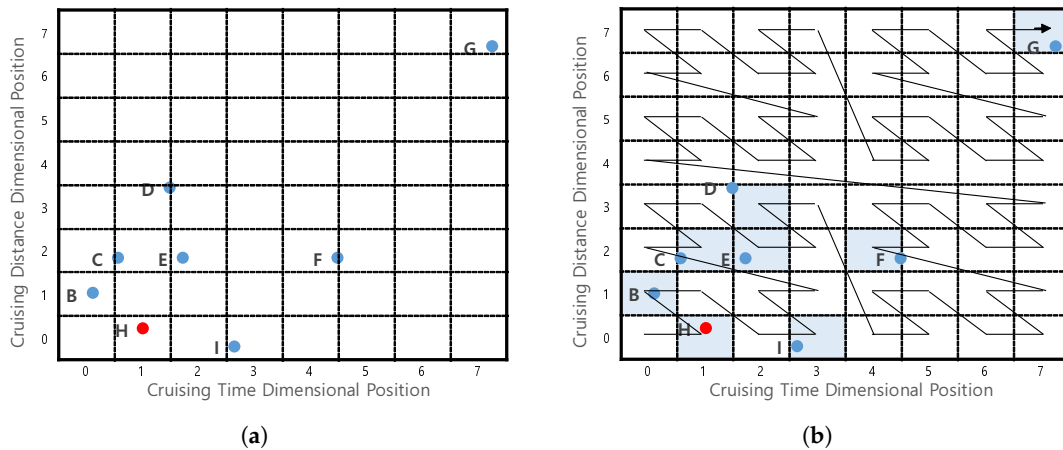 Cruising Distance Dimensional Position
7
6
5
4
3
2
1
0
G
D
C
E
F
B
H
I
0 1 2 3 4 5 6 7
Cruising Time Dimensional Position
(a)
Cruising Distance Dimensional Position
7
6
5
4
3
2
1
0
G
D
C
E
F
B
H
I
0 1 2 3 4 5 6 7
Cruising Time Dimensional Position
(b)